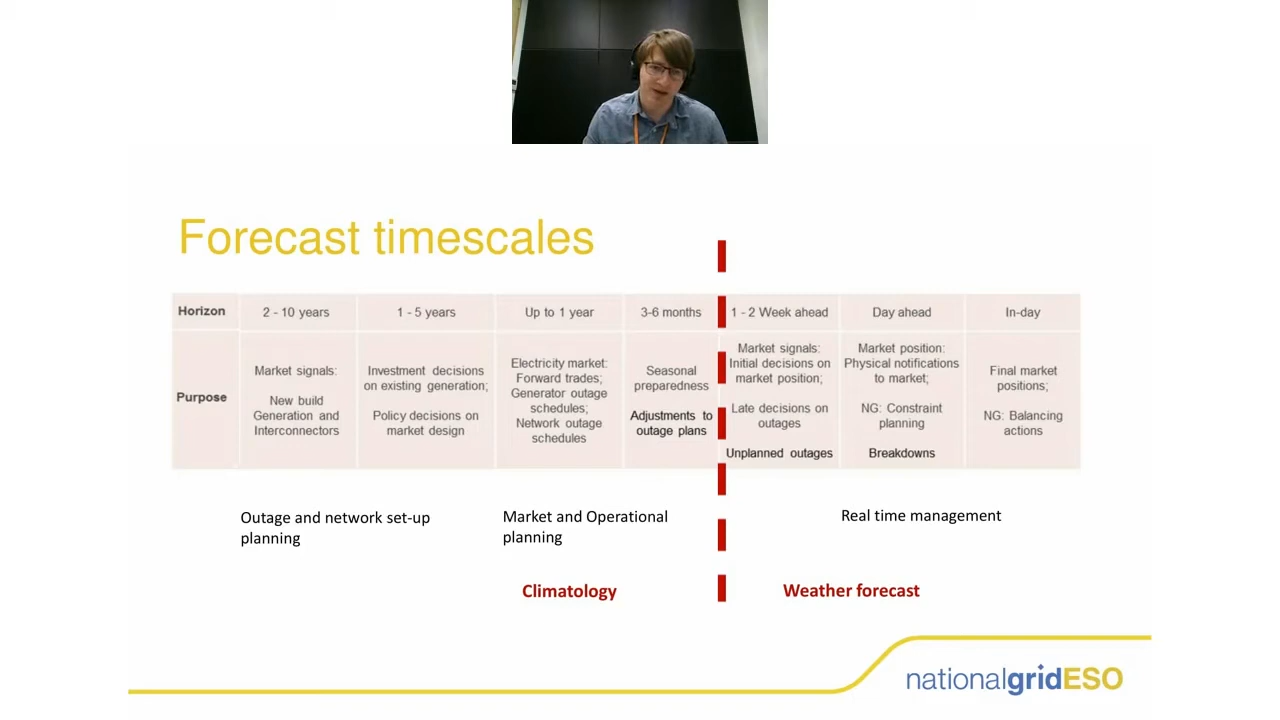 Forecast timescales
Horizon
2 - 10 years
1 - 5 years
Up to 1 year
3-6 months
1 - 2 Week ahead
Day ahead
In-day
Purpose
Market signals:
New build
Generation and
Interconnectors
Investment decisions
on existing generation;
Policy decisions on
market design
Electricity market:
Forward trades;
Generator outage
schedules;
Network outage
schedules
Seasonal
preparedness
Adjustments to
outage plans
Market signals:
Initial decisions on
market position;
Late decisions on
outages
Unplanned outages
Market position:
Physical notifications
to market;
NG: Constraint
planning
Breakdowns
Final market
positions;
NG: Balancing
actions
Outage and network set-up
planning
Market and Operational
planning
Real time management
Climatology
Weather forecast
nationalgridESO